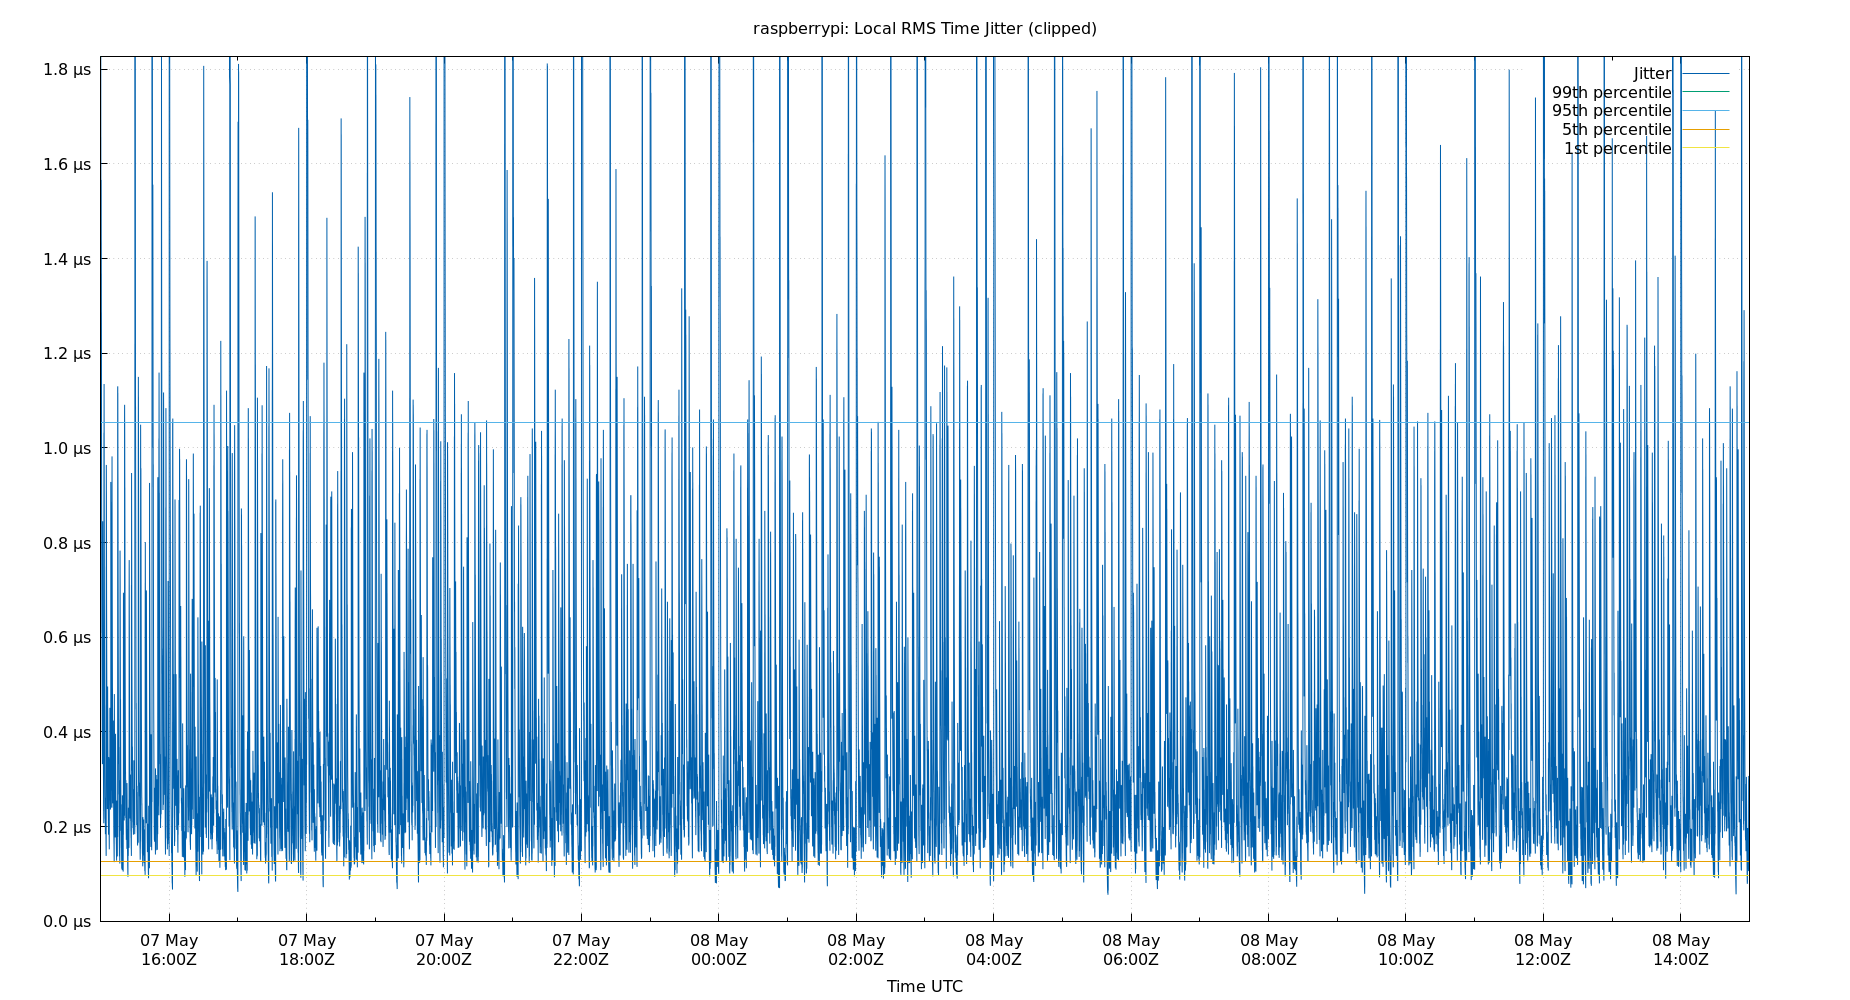 raspberrypi: Local RMS Time Jitter (clipped)
1.8 µs
1.6 µs
1.4 µs
1.2 µs
1.0 µs
0.8 µs
0.6 µs
0.4 µs
0.2 µs
0.0 µs
Jitter
99th percentile
95th percentile
5th percentile
1st percentile
07 May 07 May 07 May 07 May 08 May 08 May 08 May 08 May 08 May 08 May 08 May 08 May
16:00Z 18:00Z 20:00Z 22:00Z 00:00Z 02:00Z 04:00Z 06:00Z 08:00Z 10:00Z 12:00Z 14:00Z
Time UTC